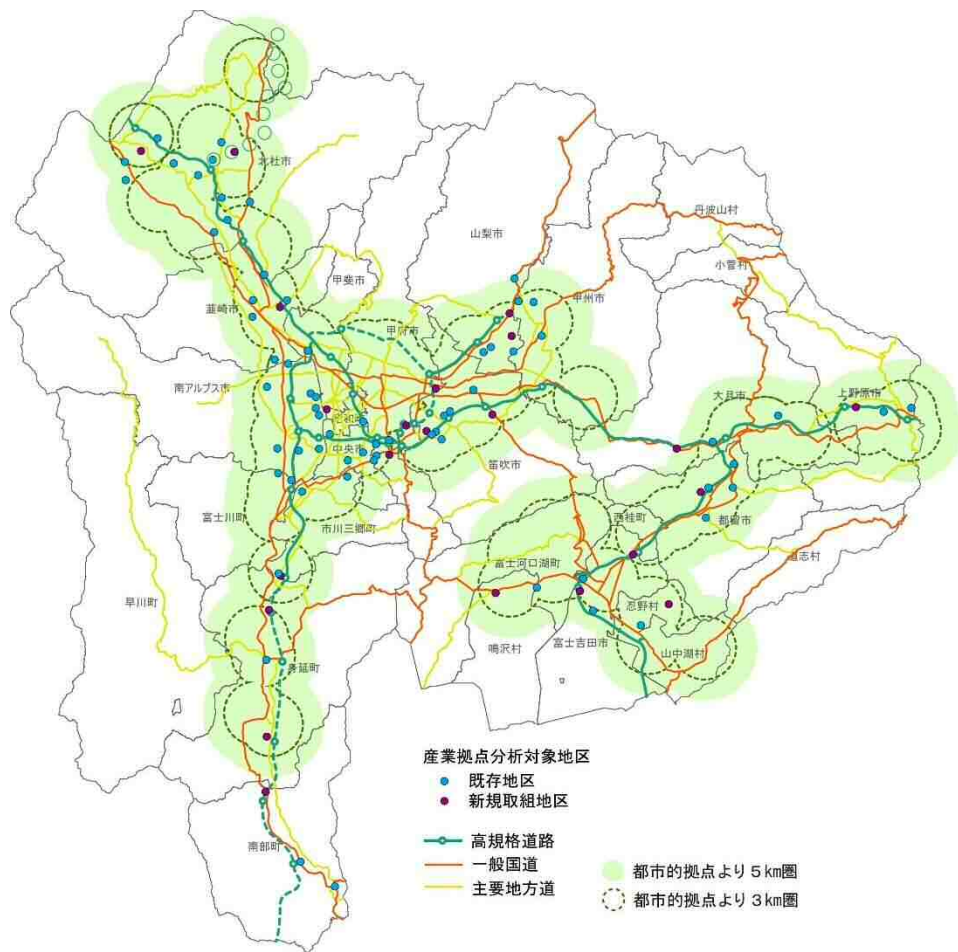 北杜市
丹波山村
山梨市
小菅村
甲斐市
甲州市
韮崎市
甲府市
南アルプス市
大月市
上野原市
昭和町
中央市
笛吹市
富士川町
市川三郷町
西桂町
都留市
道志村
富士河口湖町
早川町
忍野村
鳴沢村
富士吉田市
山中湖村
身延町
南部町
産業拠点分析対象地区
既存地区
新規取組地区
高規格道路
一般国道
主要地方道
都市的拠点より5km圏
都市的拠点より3km圏